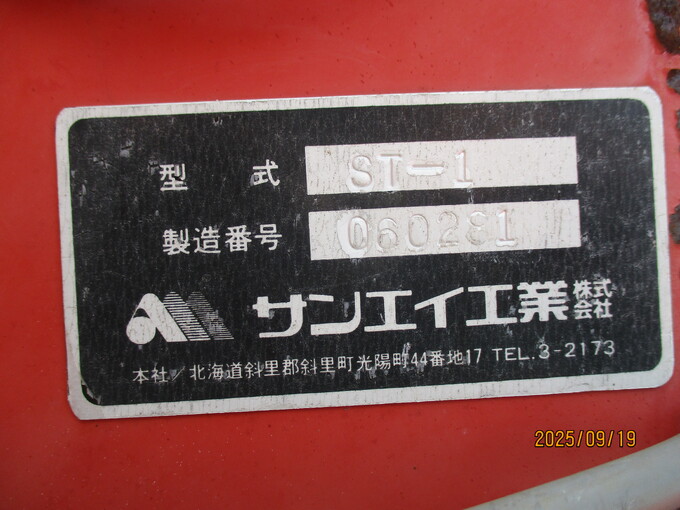 型式 ST-1
製造番号 060281
サンエイ工業株式会社
本社／北海道斜里郡斜里町光陽町44番地17 TEL.3-2173
2025/09/19